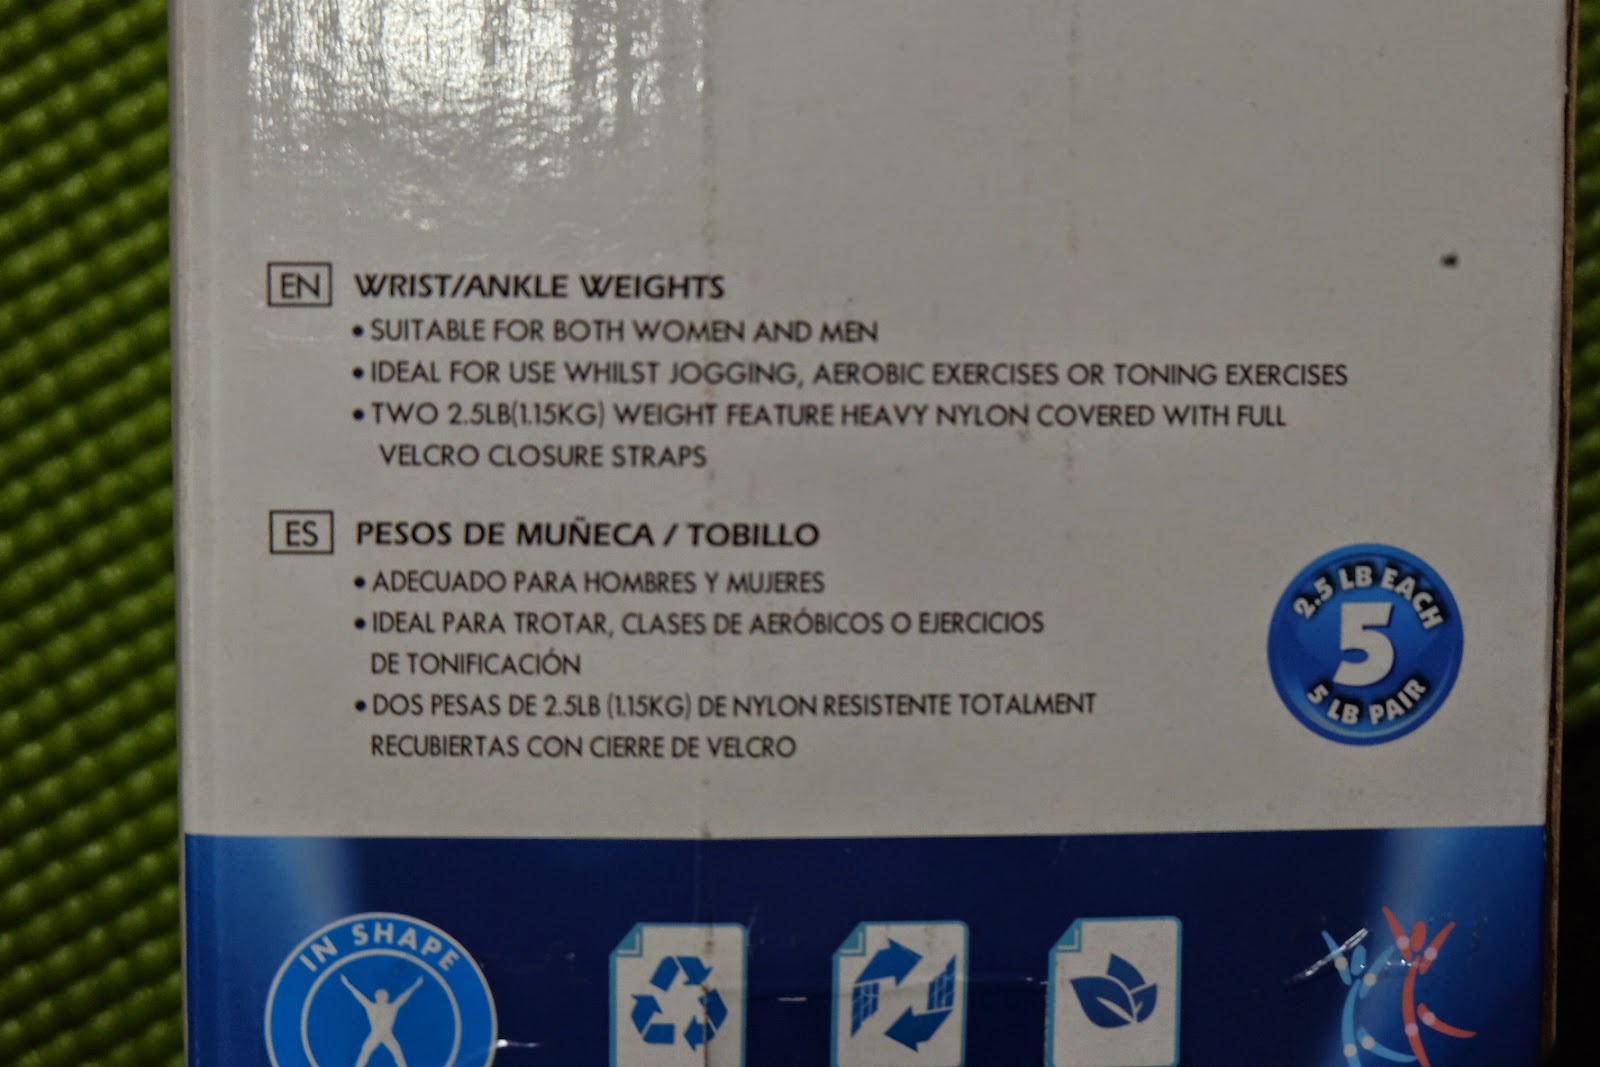 EN WRIST/ANKLE WEIGHTS
• SUITABLE FOR BOTH WOMEN AND MEN
• IDEAL FOR USE WHILST JOGGING, AEROBIC EXERCISES OR TONING EXERCISES
• TWO 2.5LB(1.15KG) WEIGHT FEATURE HEAVY NYLON COVERED WITH FULL
VELCRO CLOSURE STRAPS
ES PESOS DE MUÑECA / TOBILLO
• ADECUADO PARA HOMBRES Y MUJERES
• IDEAL PARA TROTAR, CLASES DE AERÓBICOS O EJERCICIOS
DE TONIFICACIÓN
• DOS PESAS DE 2.5LB (1.15KG) DE NYLON RESISTENTE TOTALMENT
RECUBIERTAS CON CIERRE DE VELCRO
2.5 LB EACH
5
5 LB PAIR
IN SHAPE